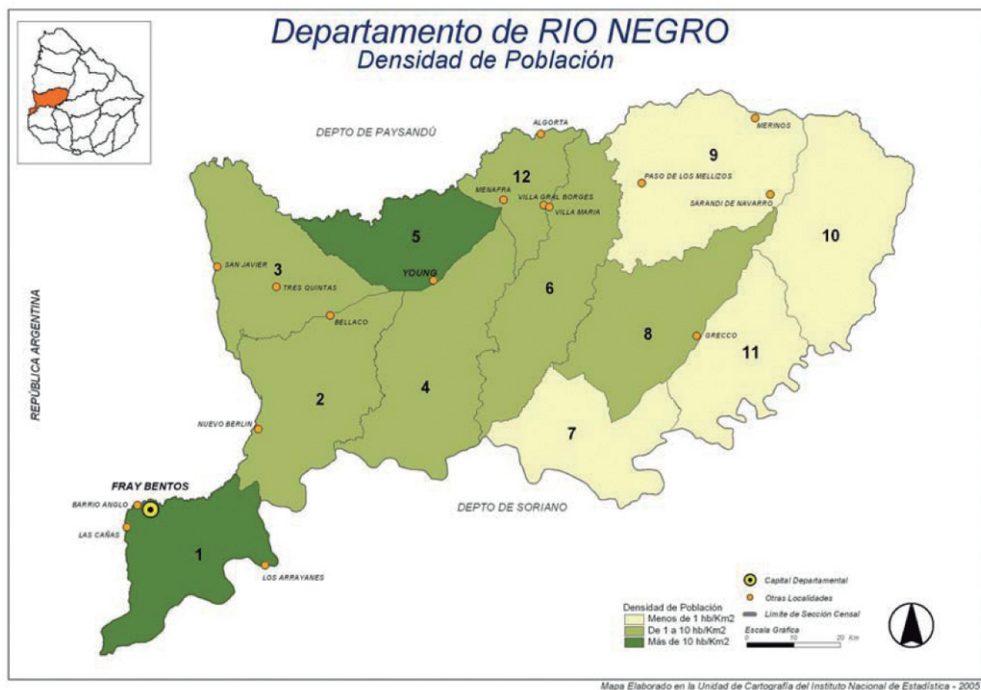 Departamento de RIO NEGRO
Densidad de Población
DEPTO DE PAYSANDÚ
ALGORTA
MERINOS
9
12
PASO DE LOS MELLIZOS
MENAFRA
VILLA GRAL BORGES
SARANDI DE NAVARRO
VILLA MARIA
5
10
SAN JAVIER
3
YOUNG
TRES QUINTAS
6
BELLACO
8
GRECCO
REPÚBLICA ARGENTINA
11
4
2
NUEVO BERLIN
7
FRAY BENTOS
BARRIO ANGLO
DEPTO DE SORIANO
LAS CAÑAS
1
LOS ARRAYANES
Capital Departamental
Otras Localidades
Densidad de Población
Menos de 1 hb/Km2
De 1 a 10 hb/Km2
Más de 10 hb/Km2
Límite de Sección Censal
Escala Gráfica
0 10 20 Km
Mapa Elaborado en la Unidad de Cartografía del Instituto Nacional de Estadística - 2005